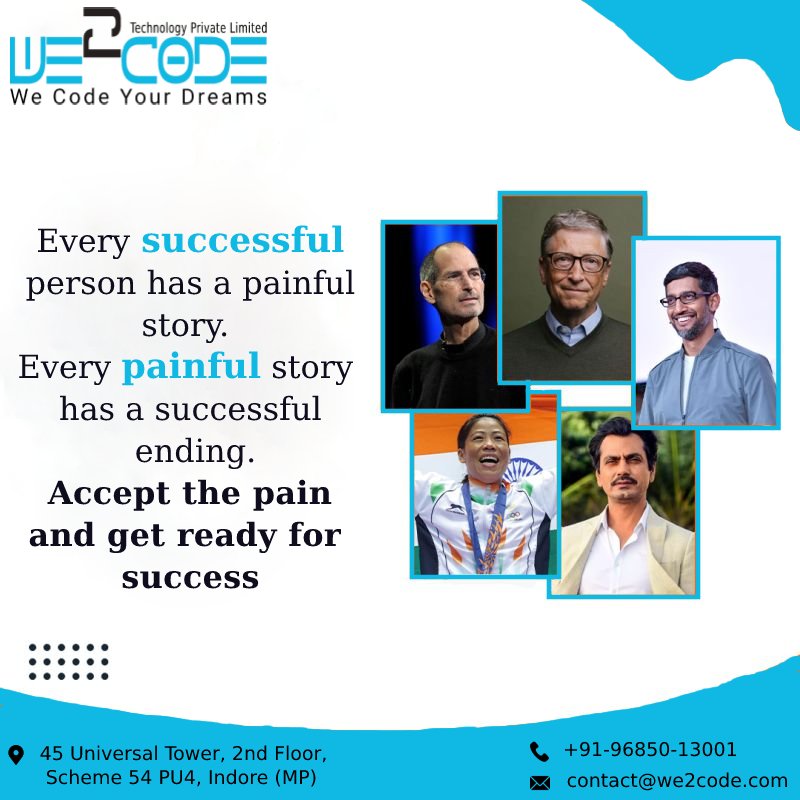 Technology Private Limited
WE2CODE
We Code Your Dreams
Every successful
person has a painful
story.
Every painful story
has a successful
ending.
Accept the pain
and get ready for
success
45 Universal Tower, 2nd Floor,
Scheme 54 PU4, Indore (MP)
+91-96850-13001
contact@we2code.com